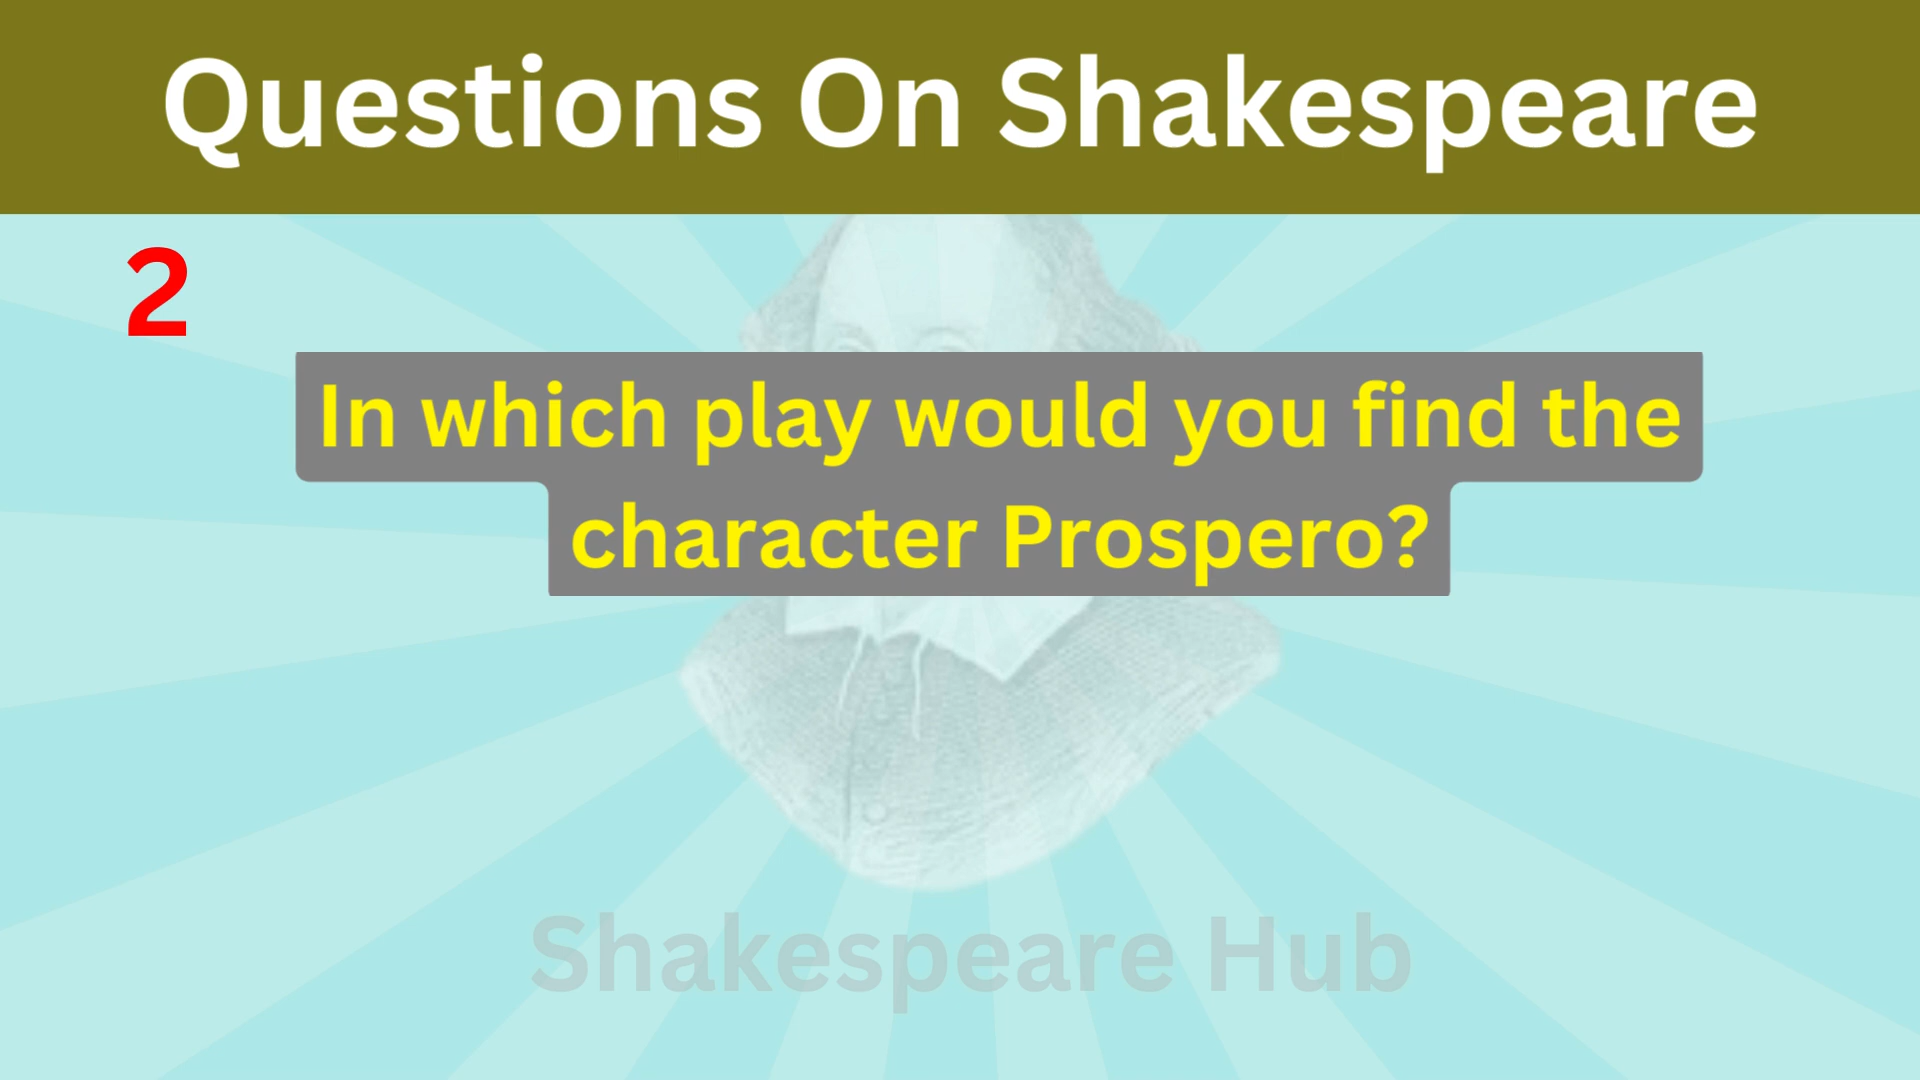 Questions On Shakespeare
2
In which play would you find the
character Prospero?
Shakespeare Hub